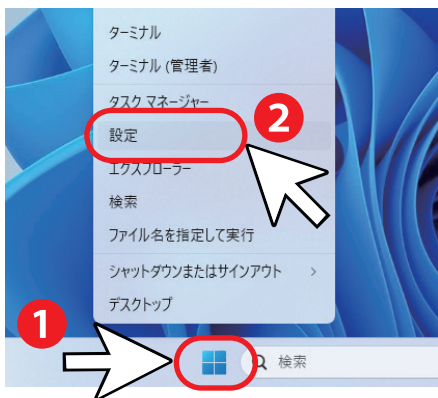 ターミナル
ターミナル (管理者)
タスク マネージャー
2
設定
エクスプローラー
検索
ファイル名を指定して実行
シャットダウンまたはサインアウト
デスクトップ
1
検索